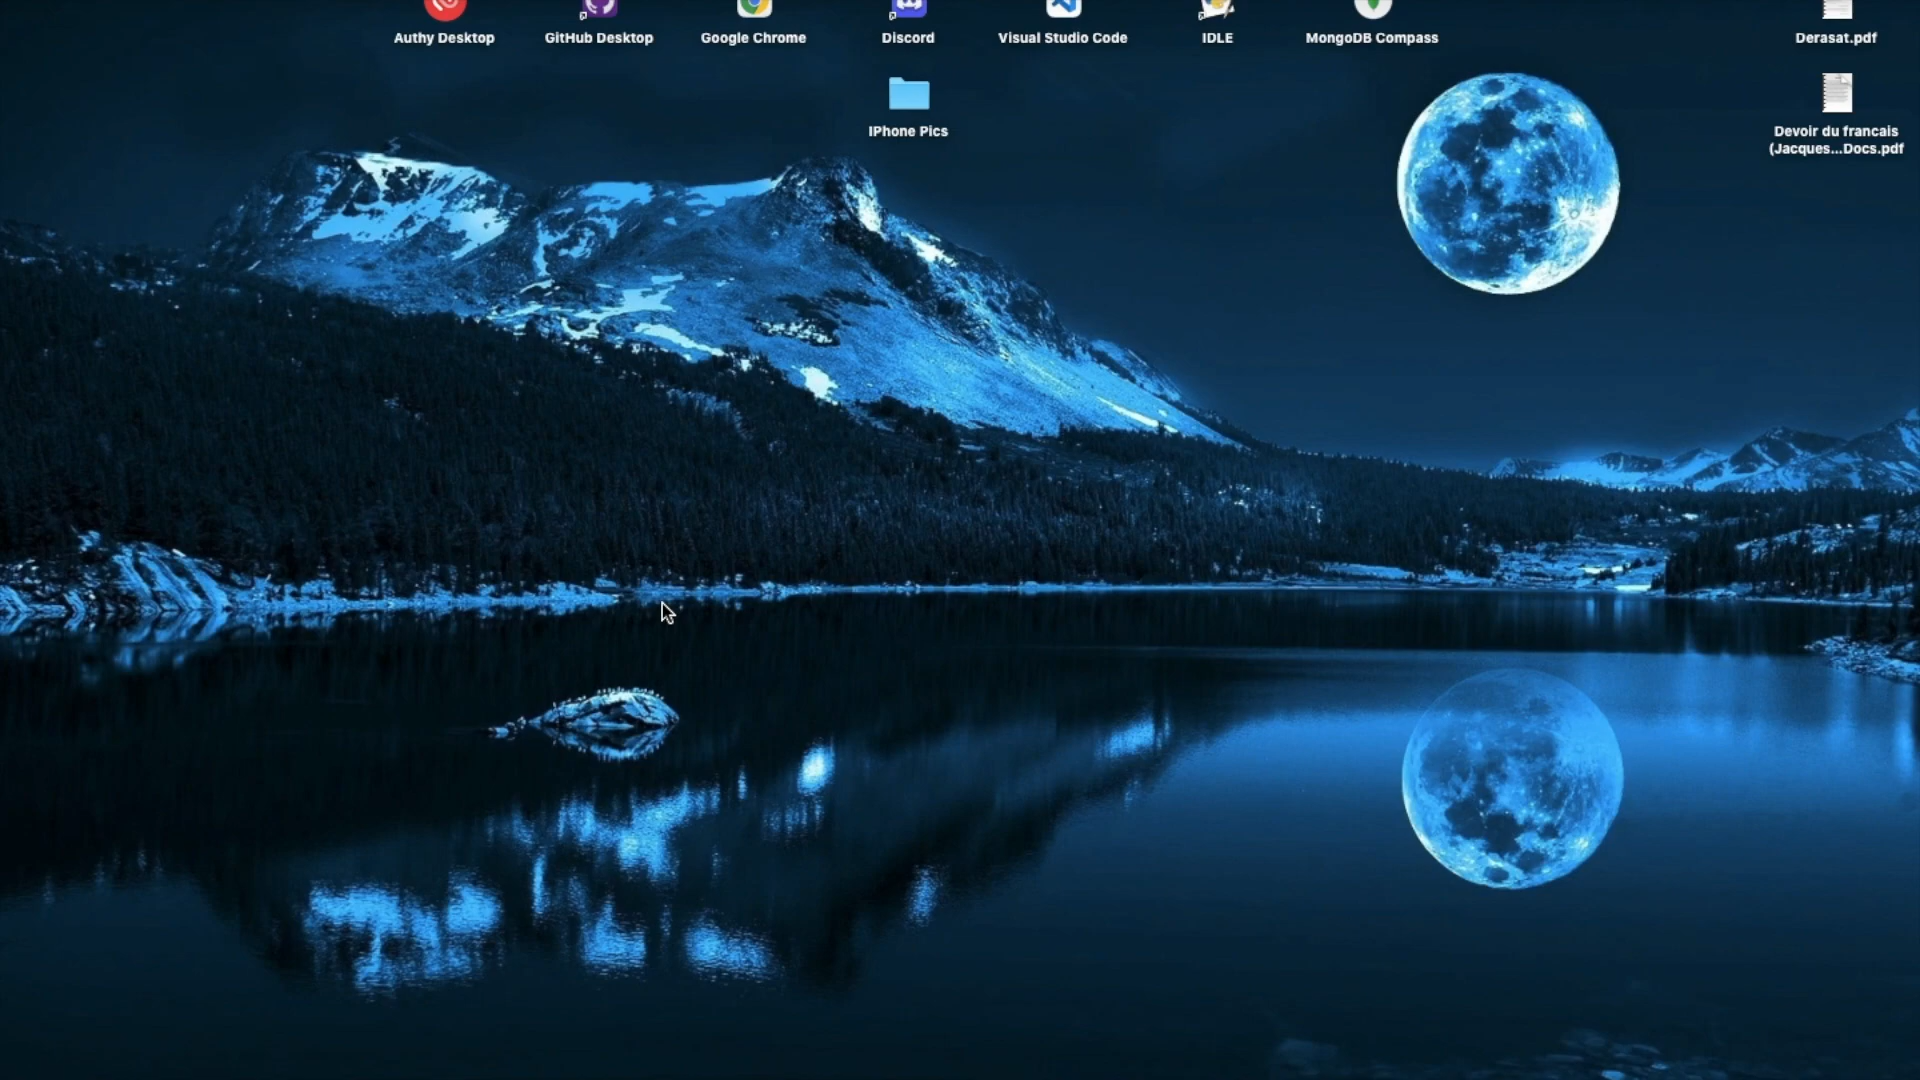 Authy Desktop
GitHub Desktop
Google Chrome
Discord
Visual Studio Code
IDLE
MongoDB Compass
Derasat.pdf
IPhone Pics
Devoir du francais
(Jacques...Docs.pdf